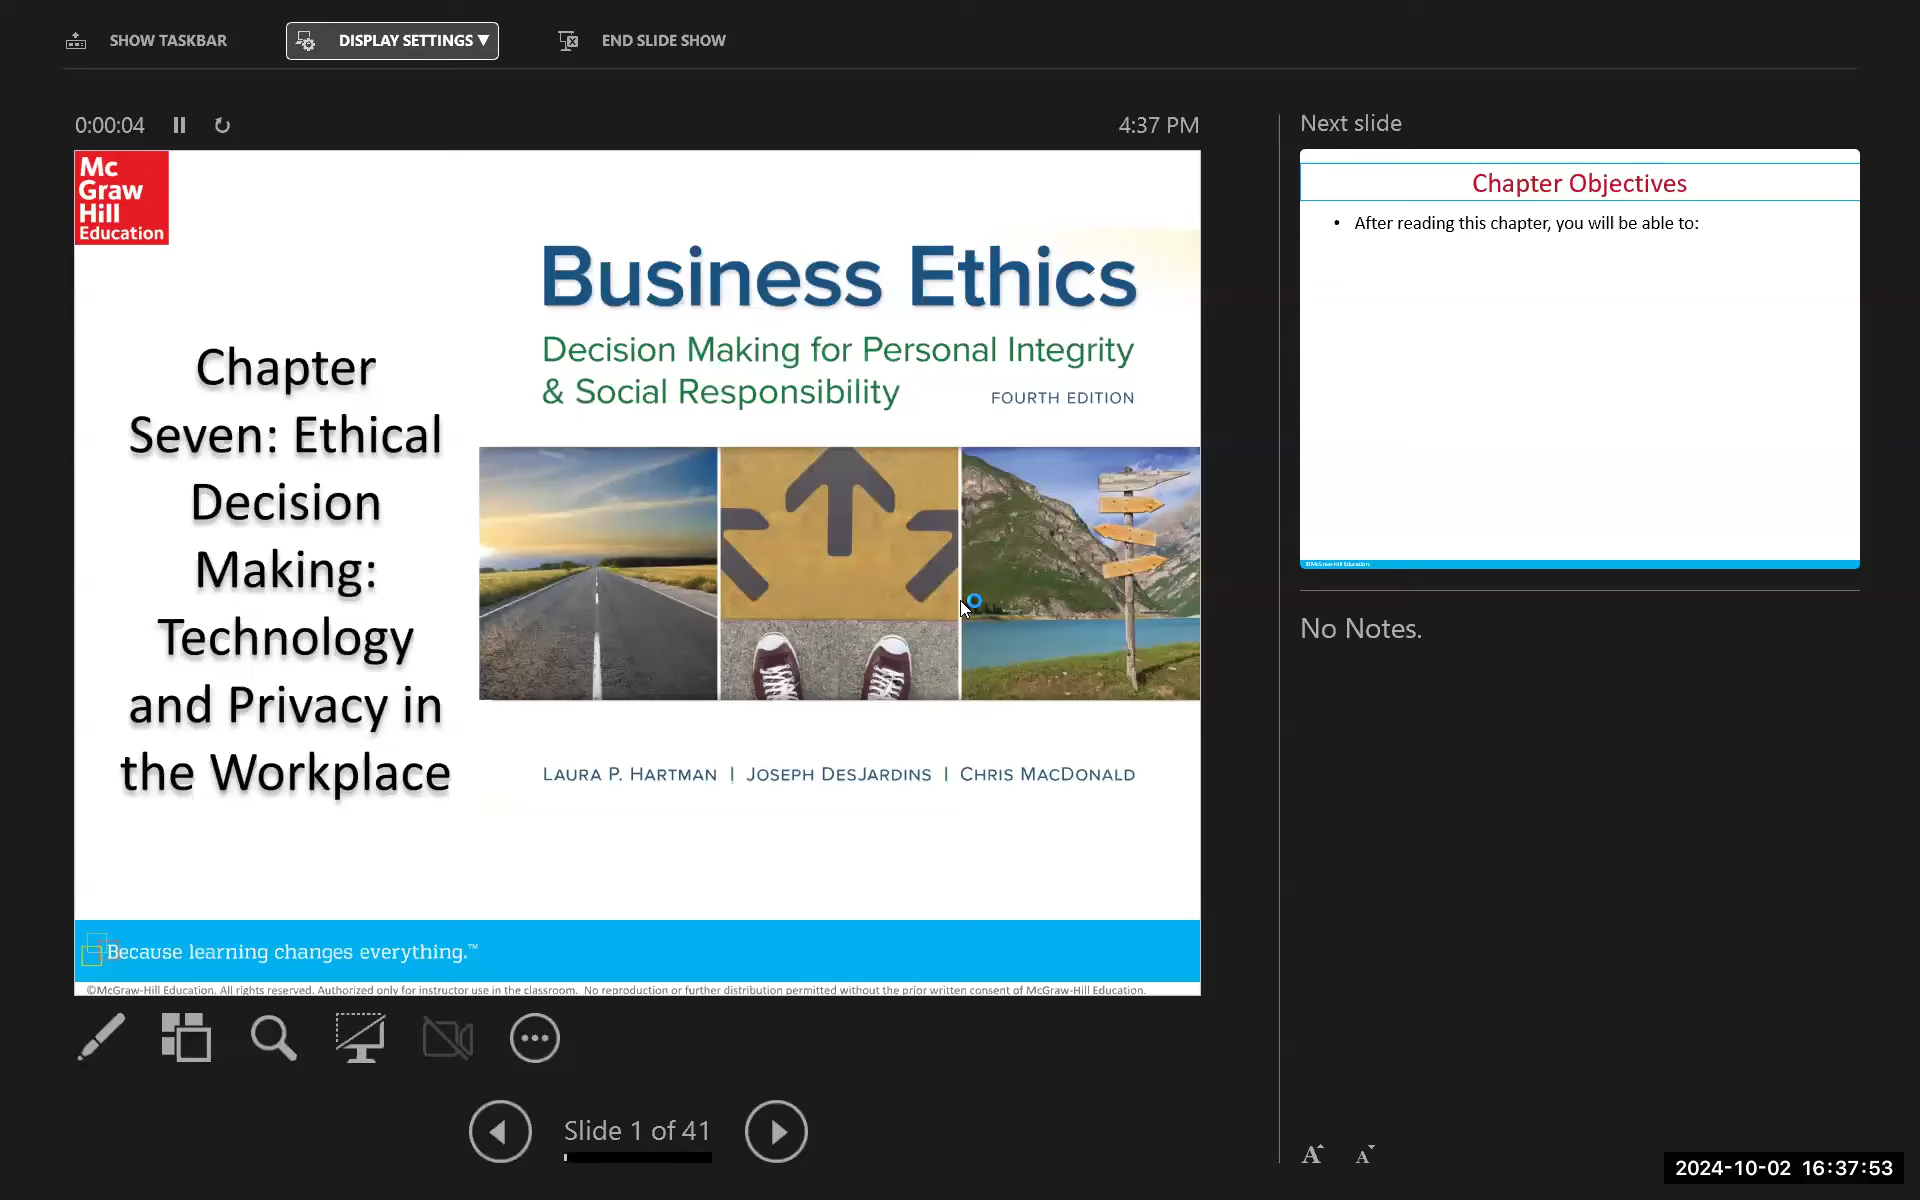 SHOW TASKBAR
DISPLAY SETTINGS ▼
END SLIDE SHOW
0:00:04
4:37 PM
Mc
Graw
Hill
Education
Business Ethics
Decision Making for Personal Integrity
& Social Responsibility
FOURTH EDITION
Chapter
Seven: Ethical
Decision
Making:
Technology
and Privacy in
the Workplace
LAURA P. HARTMAN | JOSEPH DESJARDINS | CHRIS MACDONALD
Because learning changes everything.™
©McGraw-Hill Education. All rights reserved. Authorized only for instructor use in the classroom. No reproduction or further distribution permitted without the prior written consent of McGraw-Hill Education.
Slide 1 of 41
Next slide
Chapter Objectives
• After reading this chapter, you will be able to:
©McGraw-Hill Education.
No Notes.
A A
2024-10-02 16:37:53